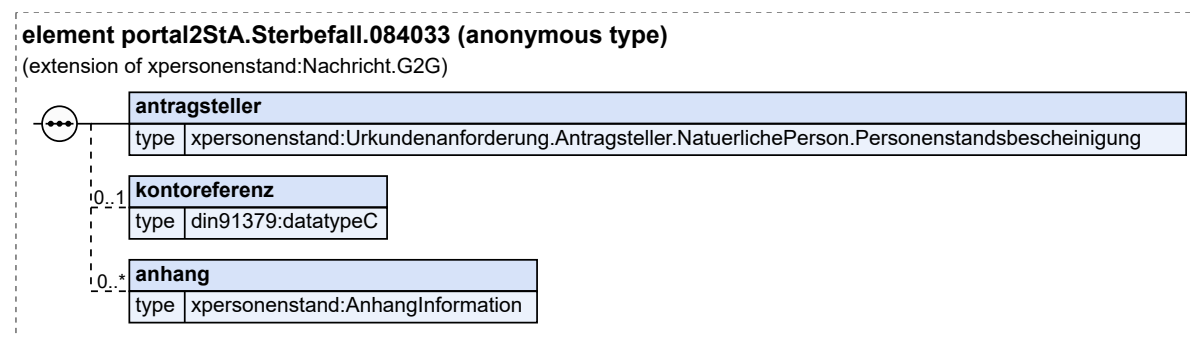 element portal2StA.Sterbefall.084033 (anonymous type)
(extension of xpersonenstand:Nachricht.G2G)
antragsteller
type xpersonenstand:Urkundenanforderung.Antragsteller.NatuerlichePerson.Personenstandsbescheinigung
0..1 kontoreferenz
type din91379:datatypeC
0..* anhang
type xpersonenstand:AnhangInformation